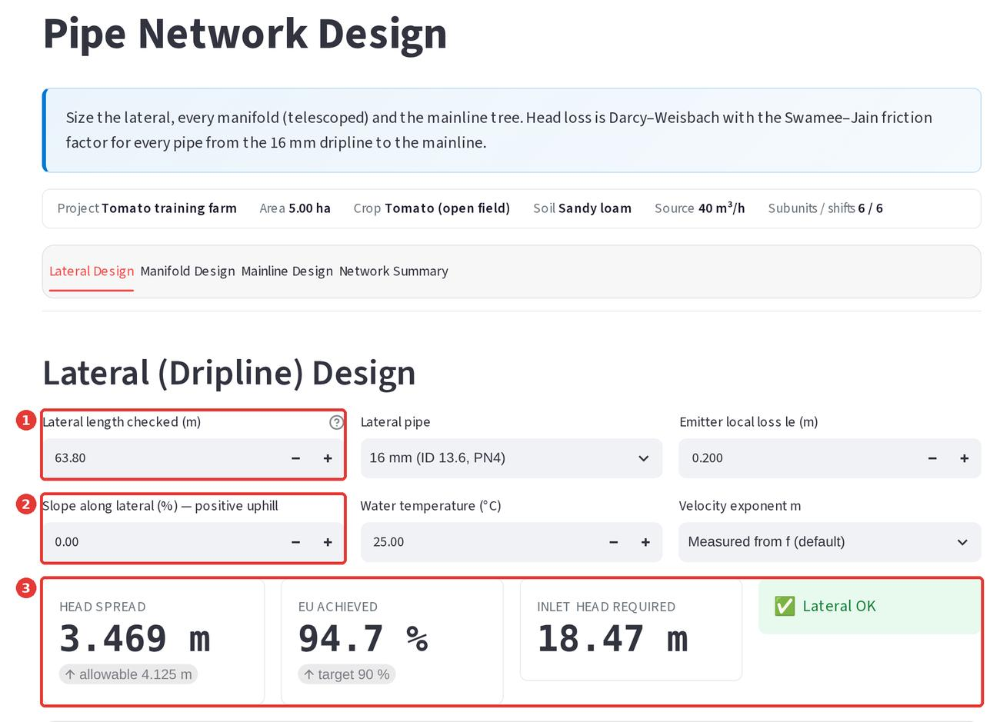 Pipe Network Design
Size the lateral, every manifold (telescoped) and the mainline tree. Head loss is Darcy–Weisbach with the Swamee–Jain friction
factor for every pipe from the 16 mm dripline to the mainline.
Project Tomato training farm Area 5.00 ha Crop Tomato (open field) Soil Sandy loam Source 40 m³/h Subunits / shifts 6 / 6
Lateral Design Manifold Design Mainline Design Network Summary
Lateral (Dripline) Design
1 Lateral length checked (m) ? Lateral pipe Emitter local loss le (m)
63.80 − + 16 mm (ID 13.6, PN4) 0.200 − +
2 Slope along lateral (%) — positive uphill Water temperature (°C) Velocity exponent m
0.00 − + 25.00 − + Measured from f (default)
3 HEAD SPREAD EU ACHIEVED INLET HEAD REQUIRED ✅ Lateral OK
3.469 m 94.7 % 18.47 m
↑ allowable 4.125 m ↑ target 90 %